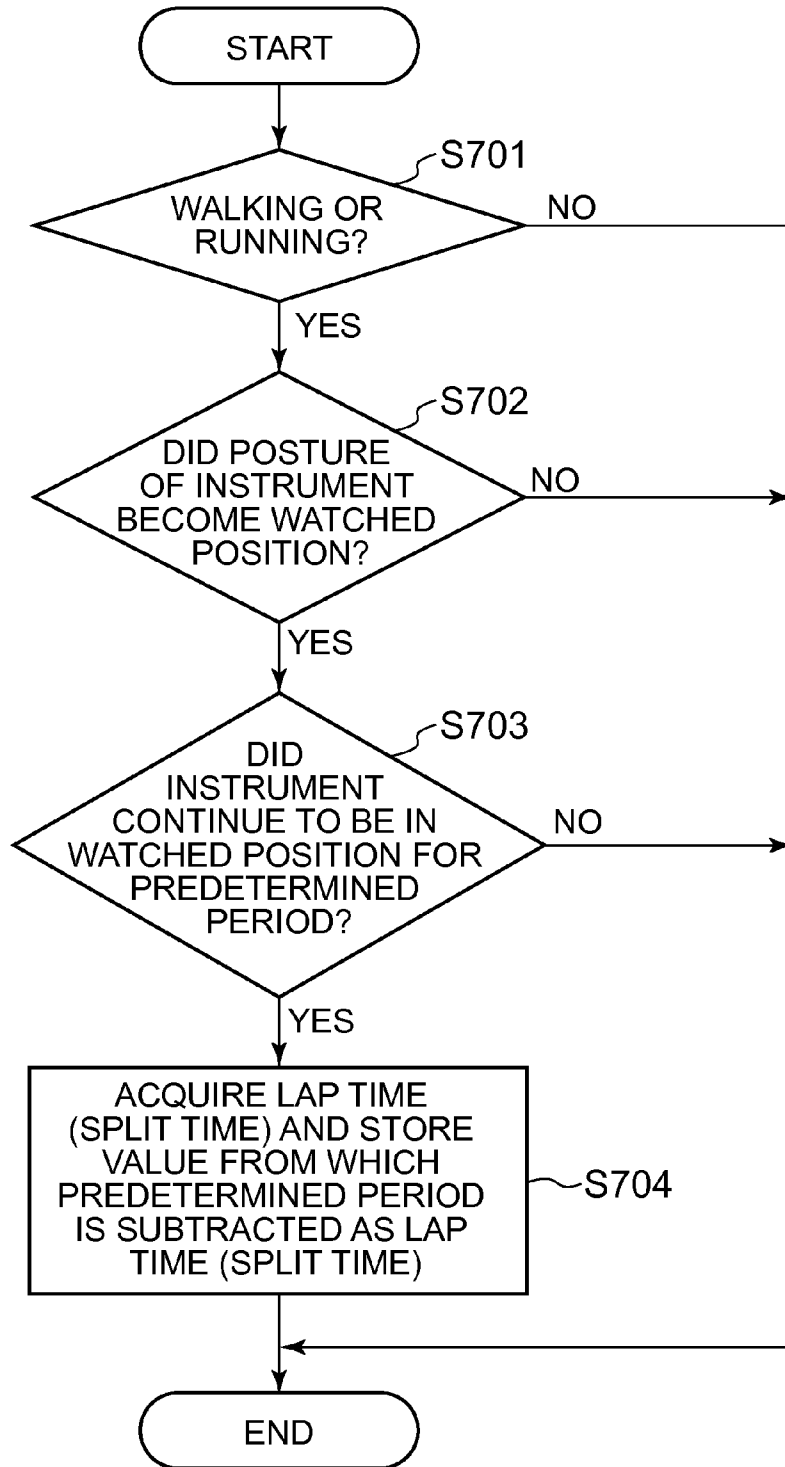 START
S701
WALKING OR
RUNNING?
NO
YES
S702
DID POSTURE
OF INSTRUMENT
BECOME WATCHED
POSITION?
NO
YES
S703
DID
INSTRUMENT
CONTINUE TO BE IN
WATCHED POSITION FOR
PREDETERMINED
PERIOD?
NO
YES
ACQUIRE LAP TIME
(SPLIT TIME) AND STORE
VALUE FROM WHICH
PREDETERMINED PERIOD
IS SUBTRACTED AS LAP
TIME (SPLIT TIME)
S704
END